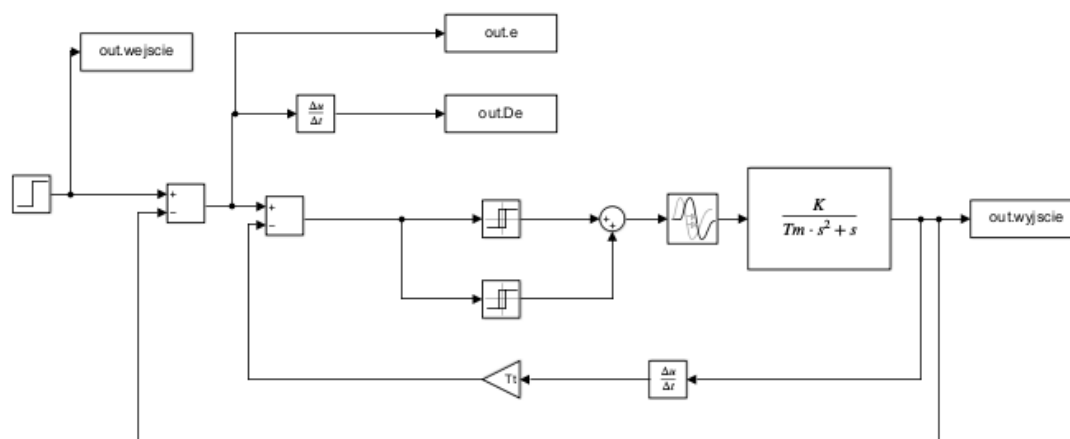 out.e
out.wejscie
Δu
Δt
out.De
+
−
+
−
+
+
K
Tm · s² + s
out.wyjscie
Tt
Δu
Δt